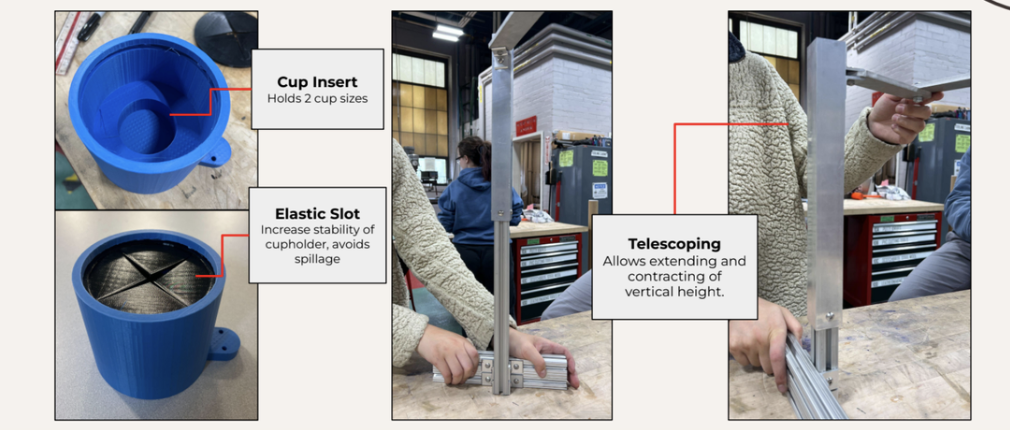 Cup Insert
Holds 2 cup sizes
Elastic Slot
Increase stability of
cupholder, avoids
spillage
Telescoping
Allows extending and
contracting of
vertical height.